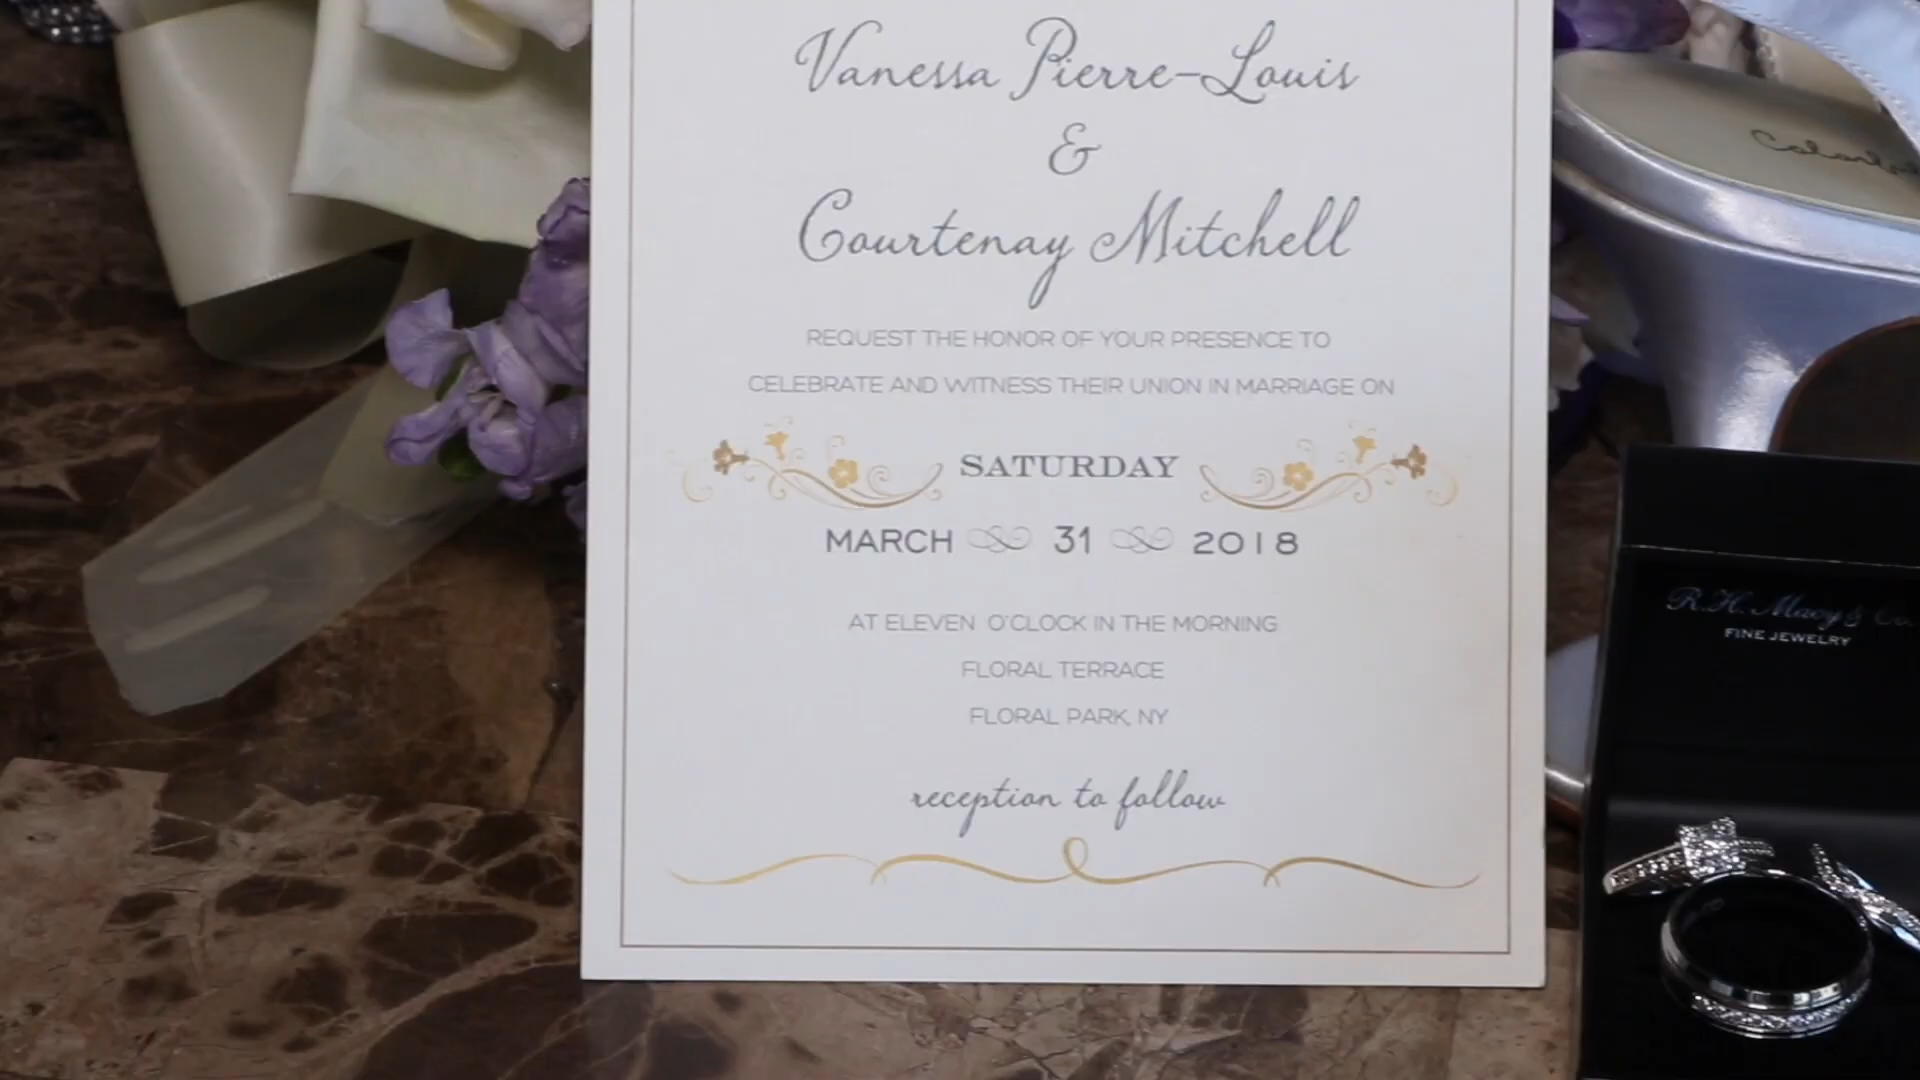 Vanessa Pierre-Louis
&
Courtenay Mitchell
REQUEST THE HONOR OF YOUR PRESENCE TO
CELEBRATE AND WITNESS THEIR UNION IN MARRIAGE ON
SATURDAY
MARCH 31 2018
AT ELEVEN O'CLOCK IN THE MORNING
FLORAL TERRACE
FLORAL PARK, NY
reception to follow
R.H. Macy & Co.
FINE JEWELRY